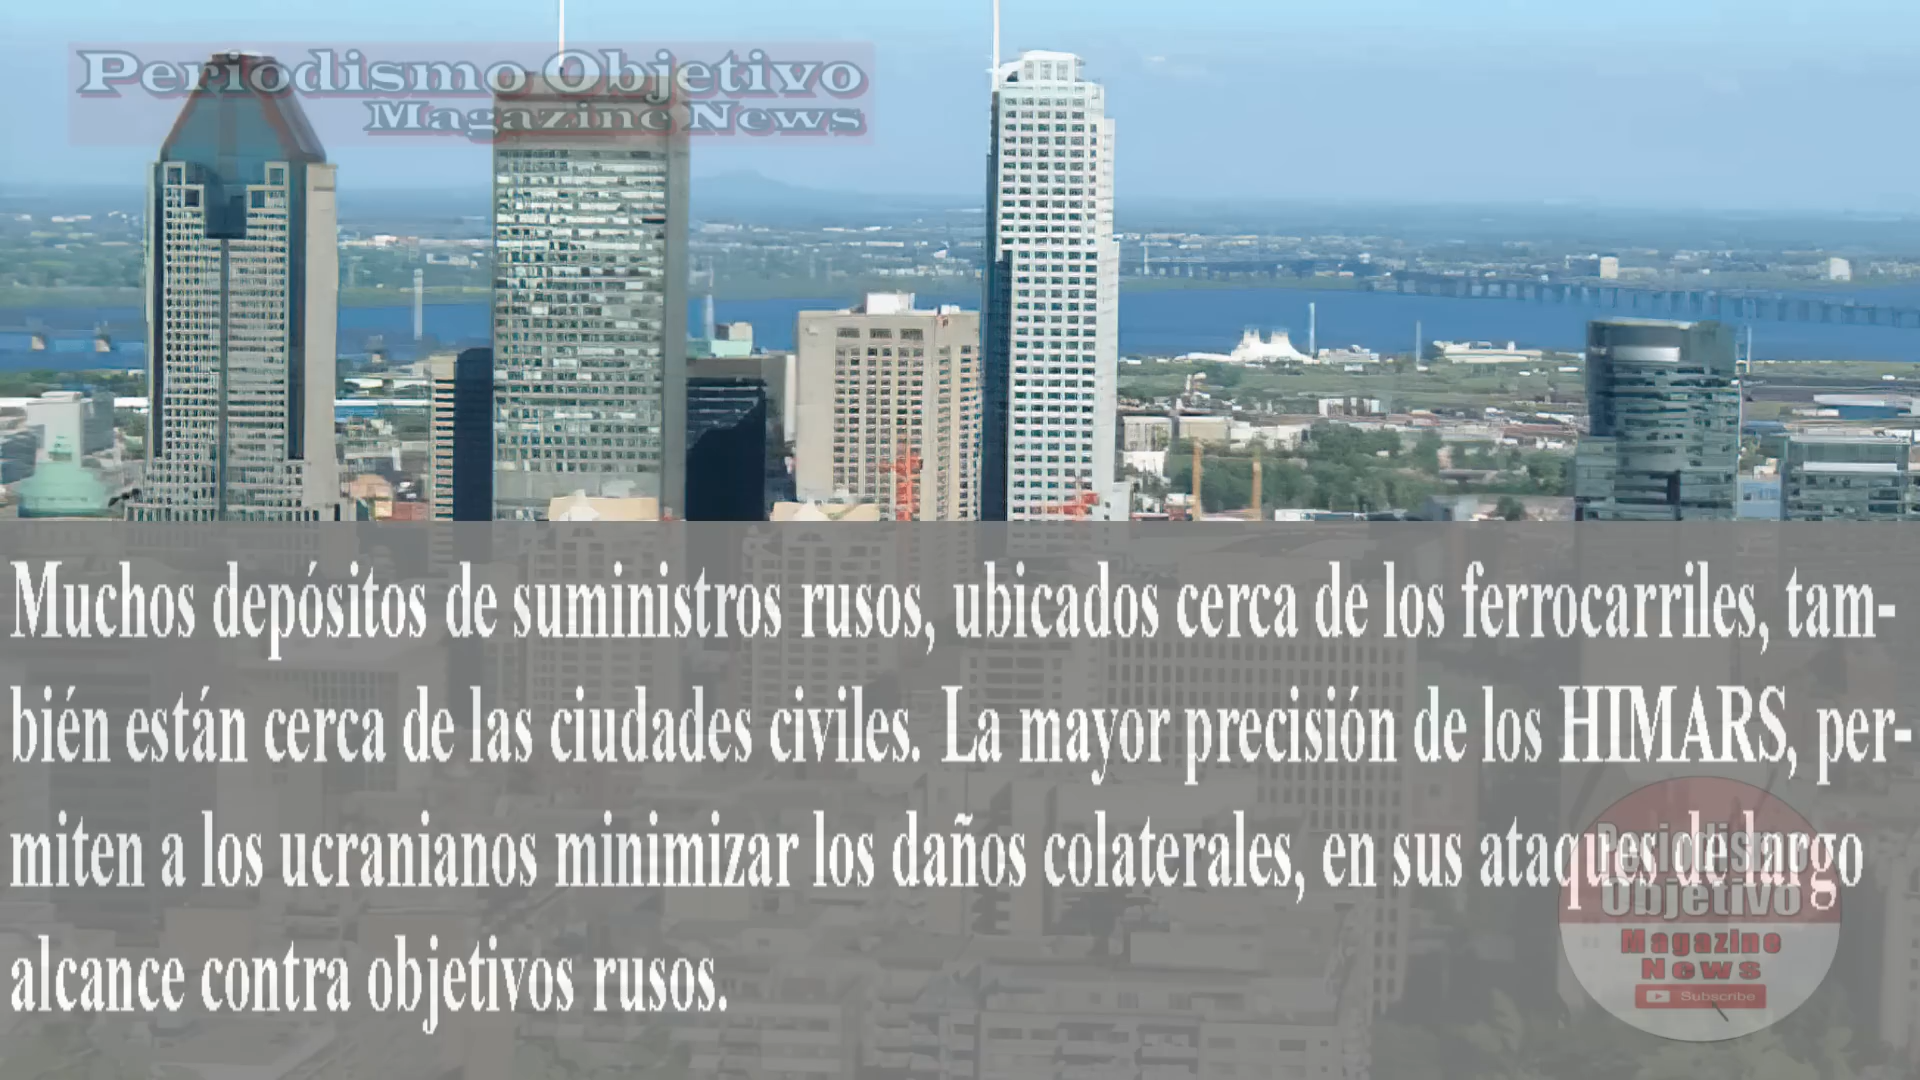 Periodismo Objetivo
Magazine News
Muchos depósitos de suministros rusos, ubicados cerca de los ferrocarriles, tam-
bién están cerca de las ciudades civiles. La mayor precisión de los HIMARS, per-
miten a los ucranianos minimizar los daños colaterales, en sus ataques de largo
alcance contra objetivos rusos.
Periodismo
Objetivo
Magazine
News
Subscribe